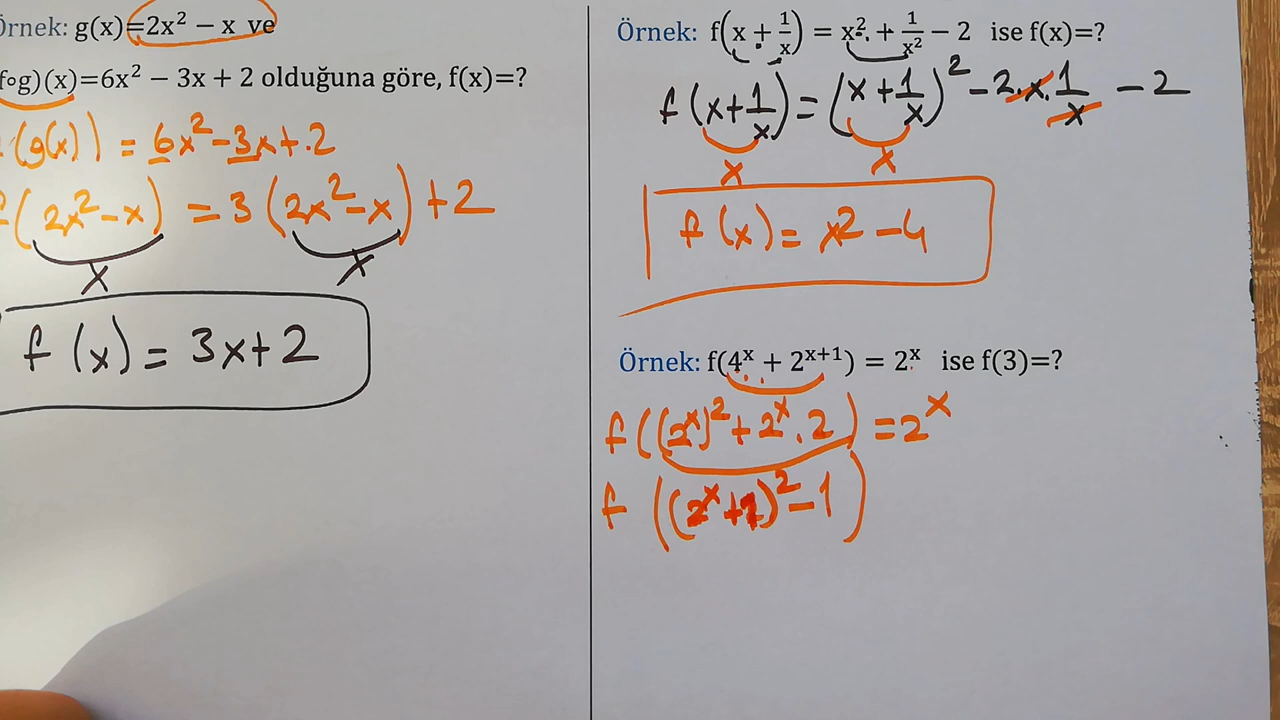 Örnek: g(x)=2x² − x ve
(f∘g)(x)=6x² − 3x + 2 olduğuna göre, f(x)=?
(g(x)) = 6x²-3x+2
(2x²-x) = 3(2x²-x)+2
x x
f(x)=3x+2
Örnek: f(x + 1/x) = x² + 1/x² − 2 ise f(x)=?
f(x+1/x) = (x+1/x)² - 2.x.1/x - 2
x x
f(x) = x²-4
Örnek: f(4ˣ + 2ˣ⁺¹) = 2ˣ ise f(3)=?
f((2ˣ)²+2ˣ.2) = 2ˣ
f((2ˣ+1)²-1)